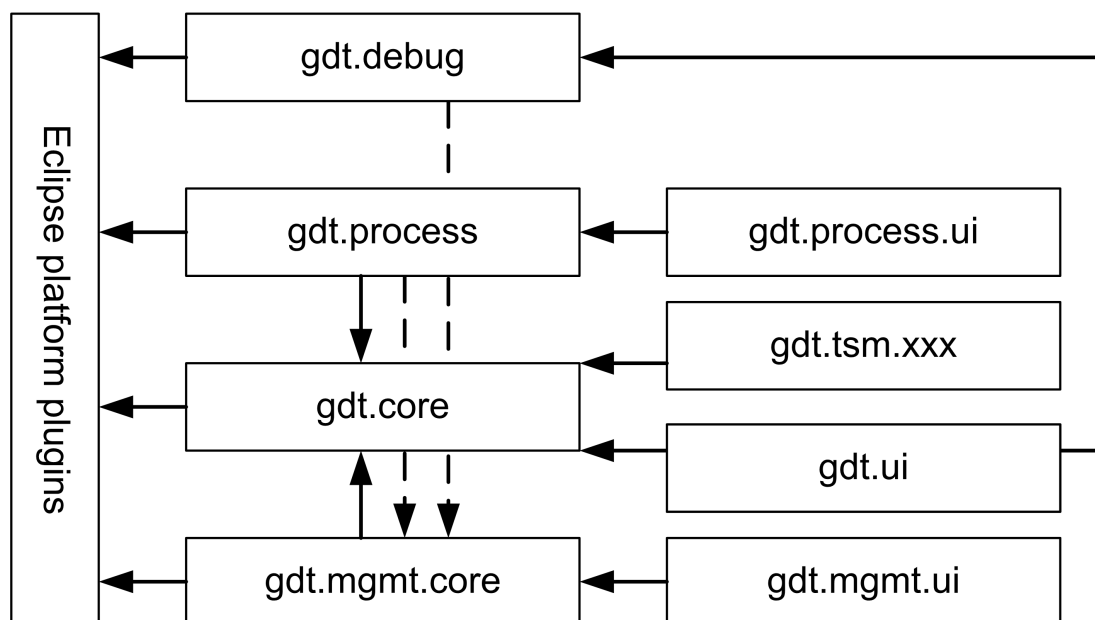 Eclipse platform plugins
gdt.debug
gdt.process
gdt.process.ui
gdt.tsm.xxx
gdt.core
gdt.ui
gdt.mgmt.core
gdt.mgmt.ui